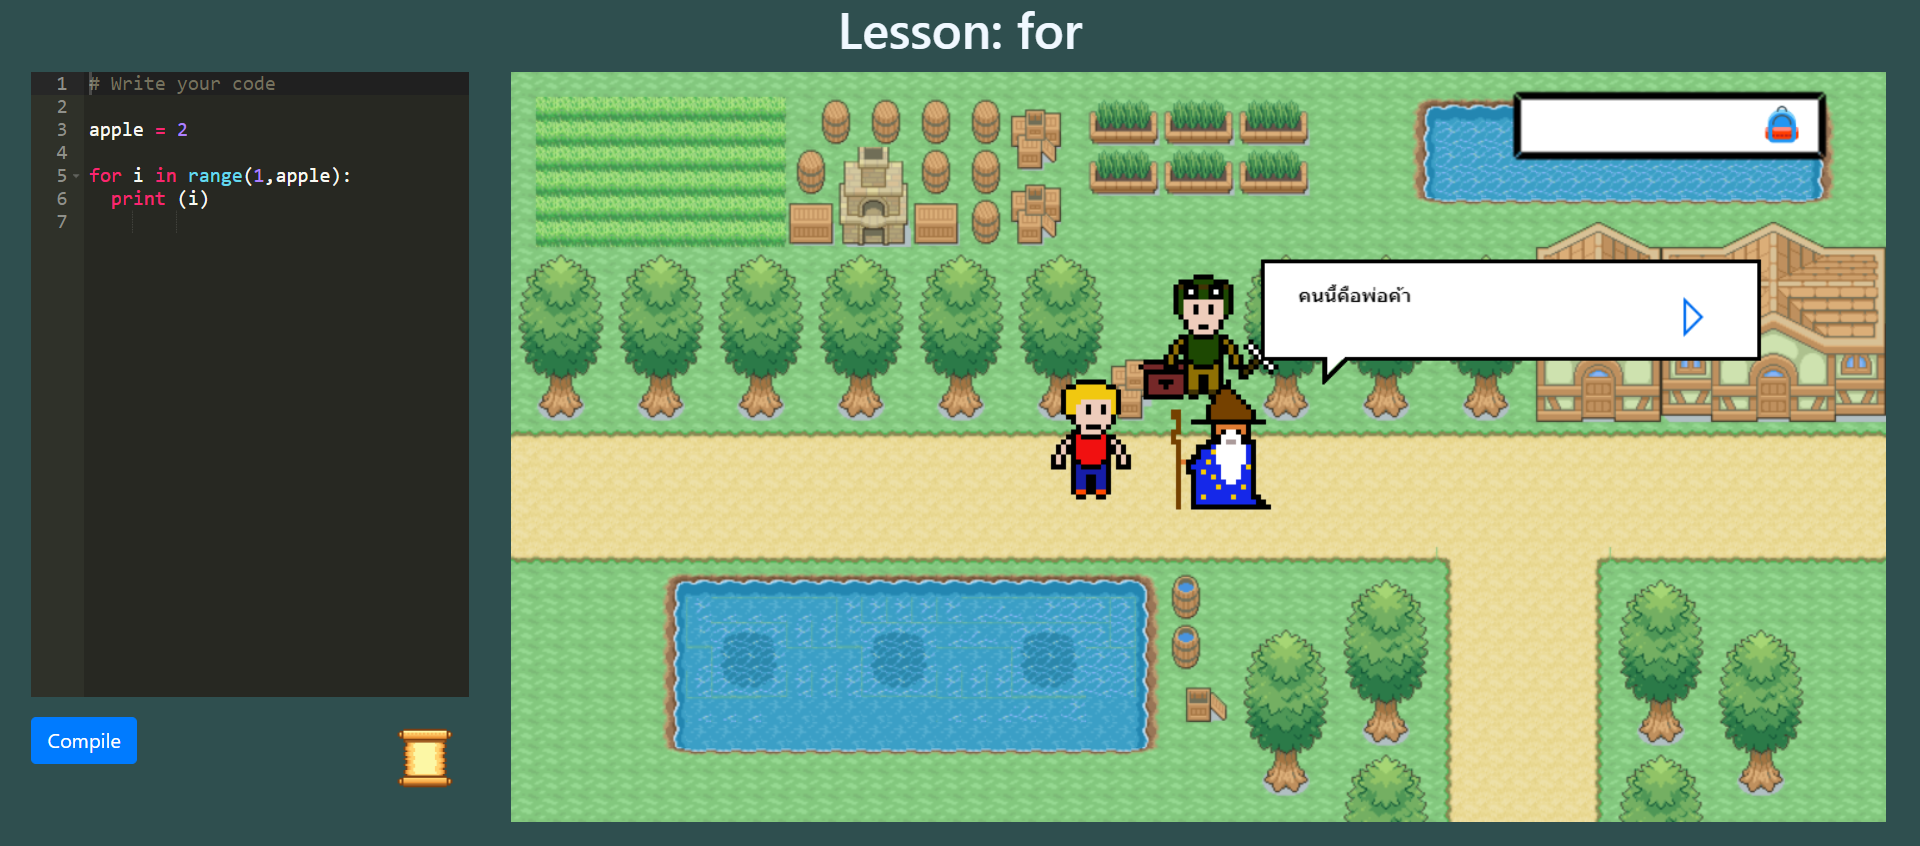 Lesson: for
1 # Write your code
2
3 apple = 2
4
5 for i in range(1,apple):
6 print (i)
7
คนนี้คือพ่อค้า
Compile